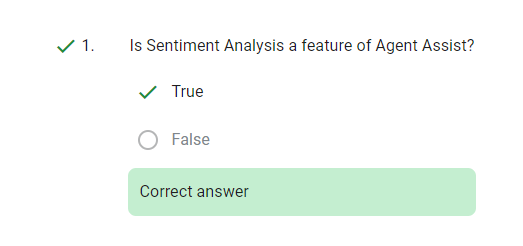 1. Is Sentiment Analysis a feature of Agent Assist?
True
False
Correct answer